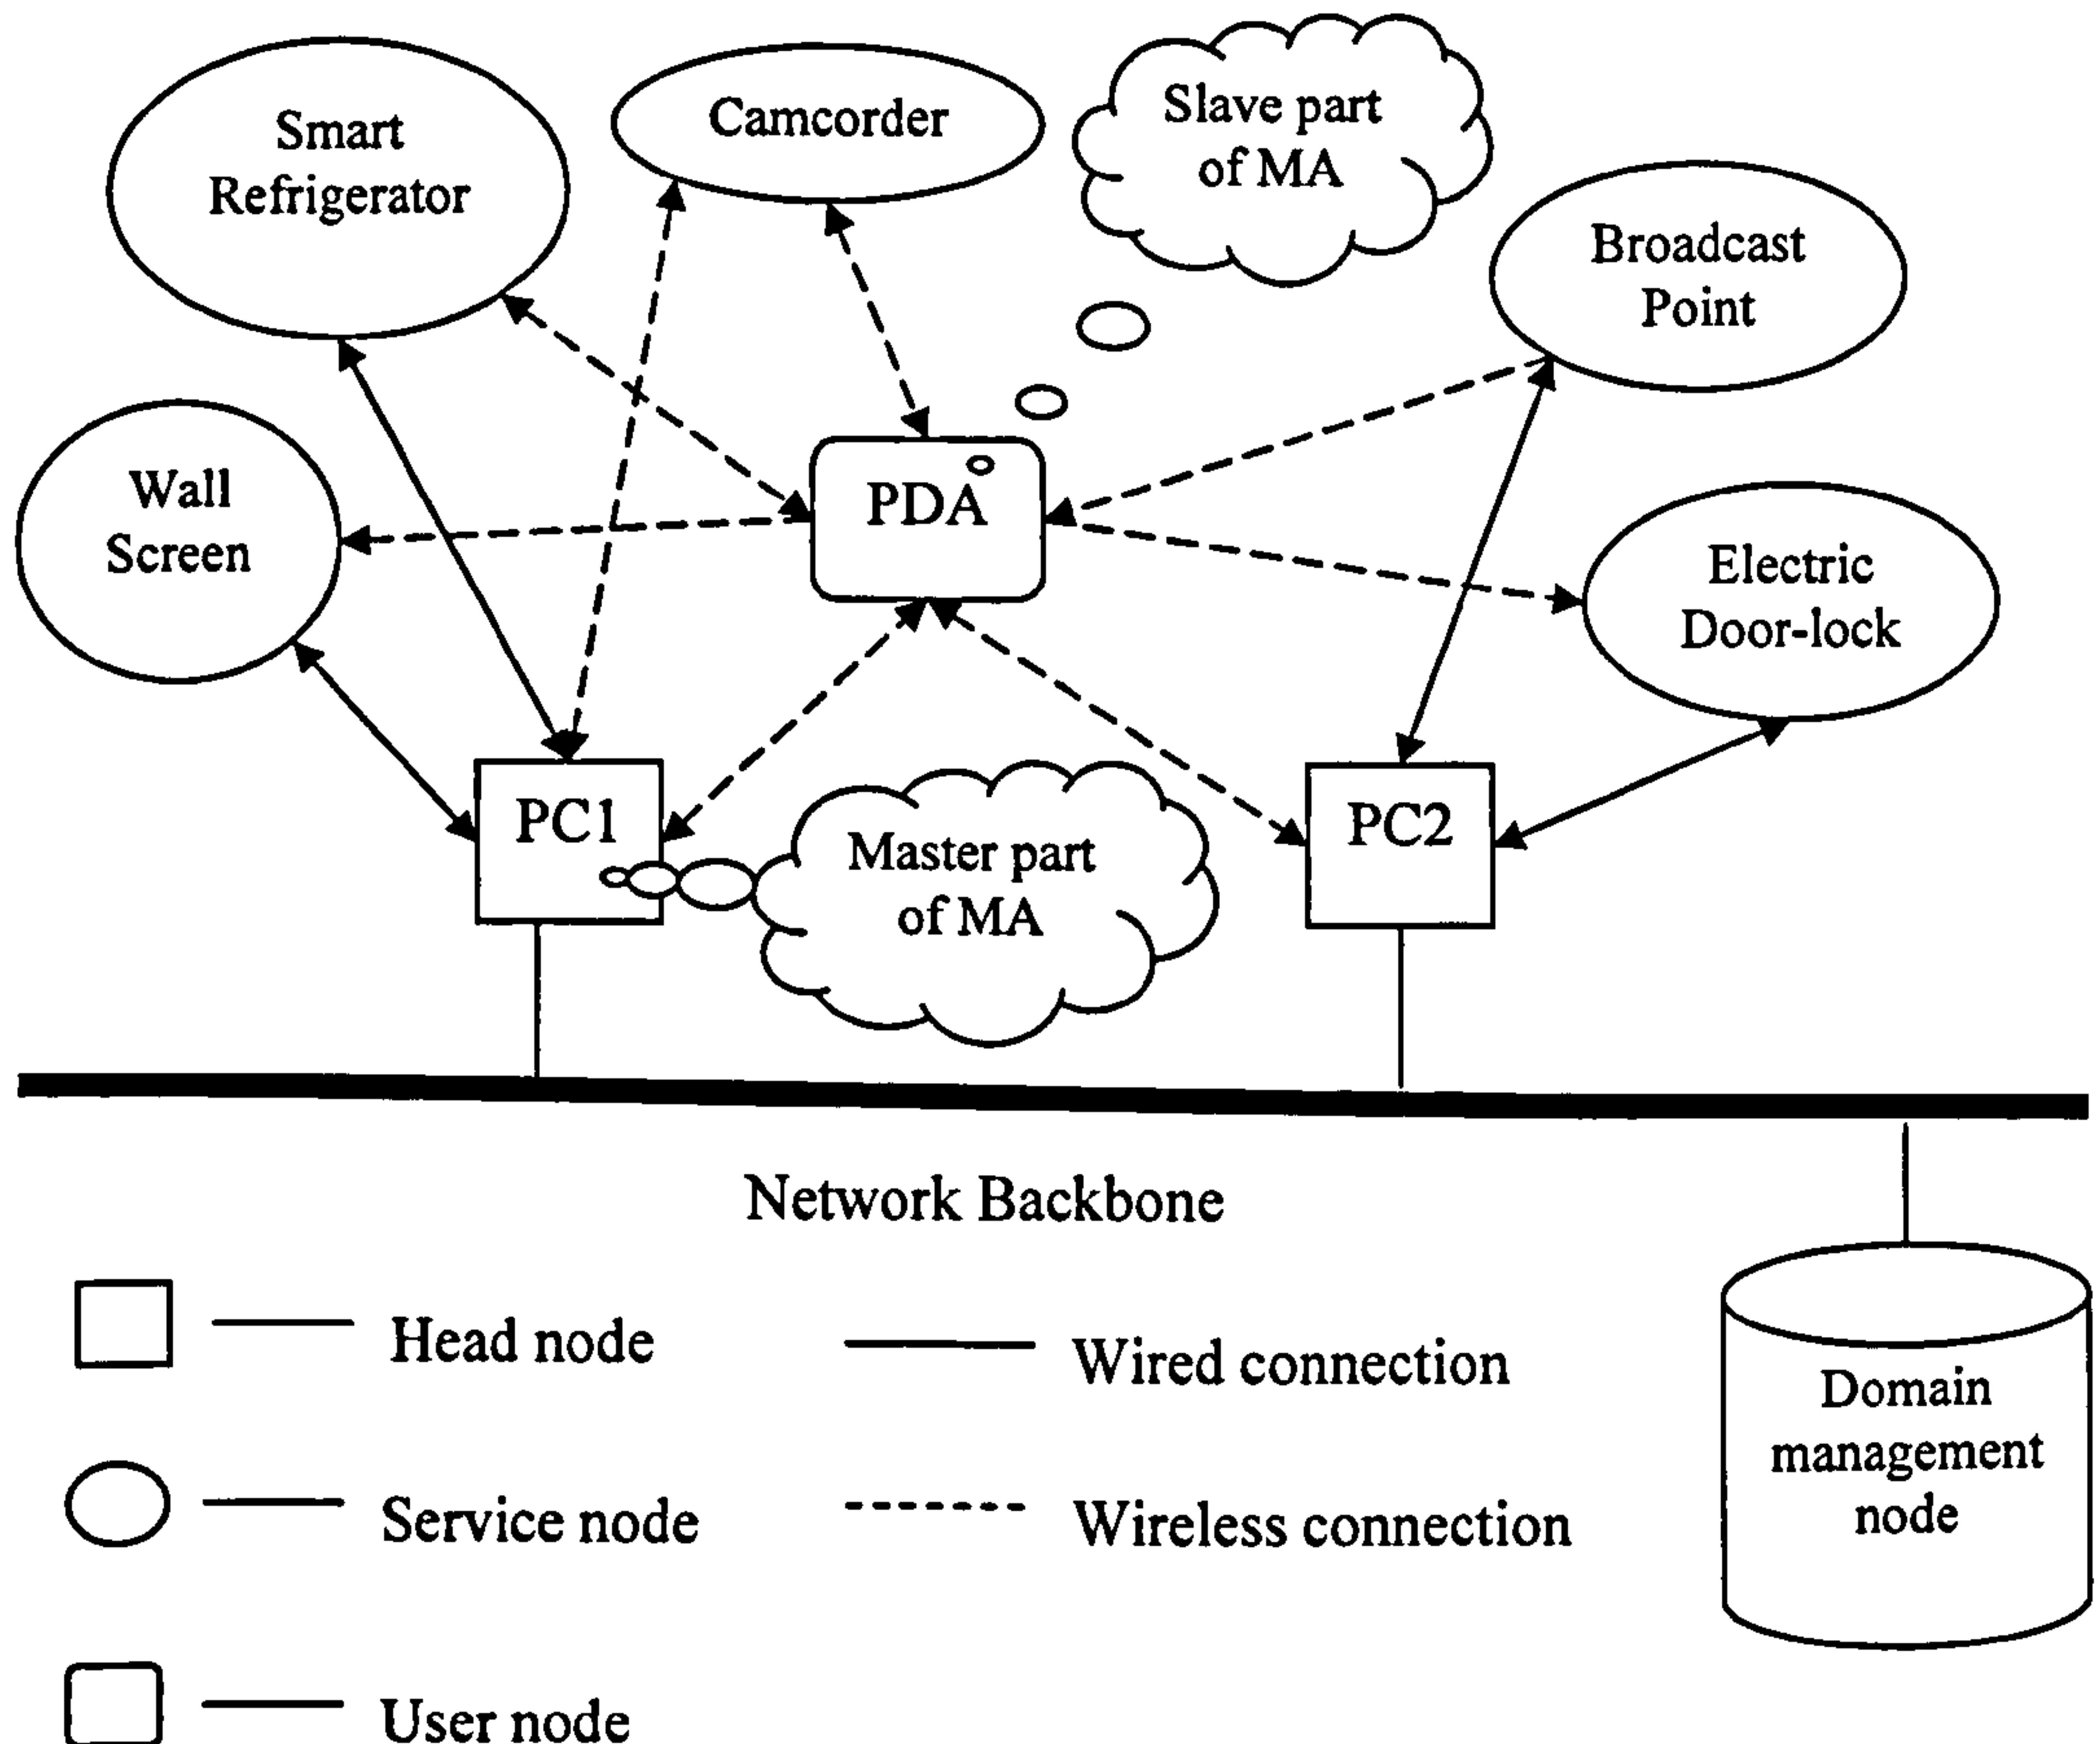 Smart
Refrigerator
Camcorder
Slave part
of MA
Broadcast
Point
Wall
Screen
PDA
Electric
Door-lock
PC1
Master part
of MA
PC2
Network Backbone
Head node
Wired connection
Domain
management
node
Service node
Wireless connection
User node